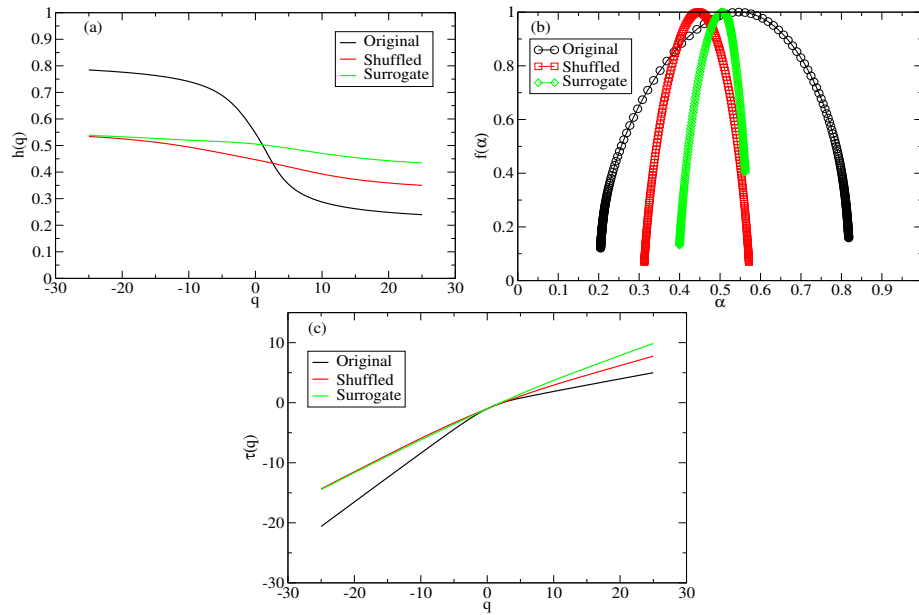 (a)
Original
Shuffled
Surrogate
1
0.9
0.8
0.7
0.6
0.5
0.4
0.3
0.2
0.1
0
h(q)
-30 -20 -10 0 10 20 30
q
(b)
Original
Shuffled
Surrogate
1
0.8
0.6
0.4
0.2
0
f(α)
0 0.1 0.2 0.3 0.4 0.5 0.6 0.7 0.8 0.9
α
(c)
Original
Shuffled
Surrogate
10
0
-10
-20
-30
τ(q)
-30 -20 -10 0 10 20 30
q